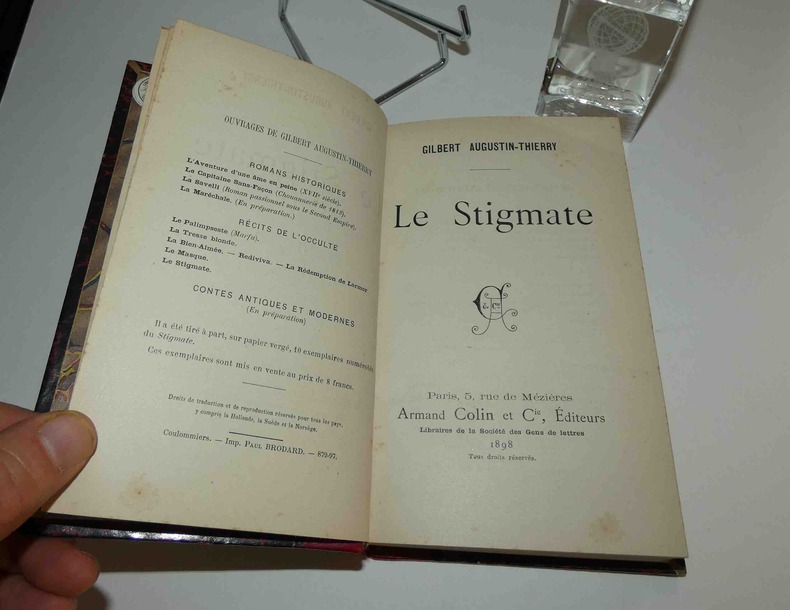 OUVRAGES DE GILBERT AUGUSTIN-THIERRY
ROMANS HISTORIQUES
L'Aventure d'une âme en peine (XVIIe siècle).
La Capitaine Sans-Façon (Chouannerie de 1813).
La Savelli (Roman passionnel sous le Second Empire).
La Maréchale. (En préparation.)
RÉCITS DE L'OCCULTE
Le Palimpseste (Marfa).
La Tresse blonde.
La Bien-Aimée. — Rediviva. — La Rédemption de Larmor.
Le Masque.
Le Stigmate.
CONTES ANTIQUES ET MODERNES
(En préparation)
Il a été tiré à part, sur papier vergé, 10 exemplaires numérotés
du Stigmate.
Ces exemplaires sont mis en vente au prix de 8 francs.
Droits de traduction et de reproduction réservés pour tous les pays,
y compris la Hollande, la Suède et la Norvège.
Coulommiers. — Imp. PAUL BRODARD. — 879-97.
GILBERT AUGUSTIN-THIERRY
Le Stigmate
Paris, 5, rue de Mézières
Armand Colin et Cie, Éditeurs
Libraires de la Société des Gens de lettres
1898
Tous droits réservés.